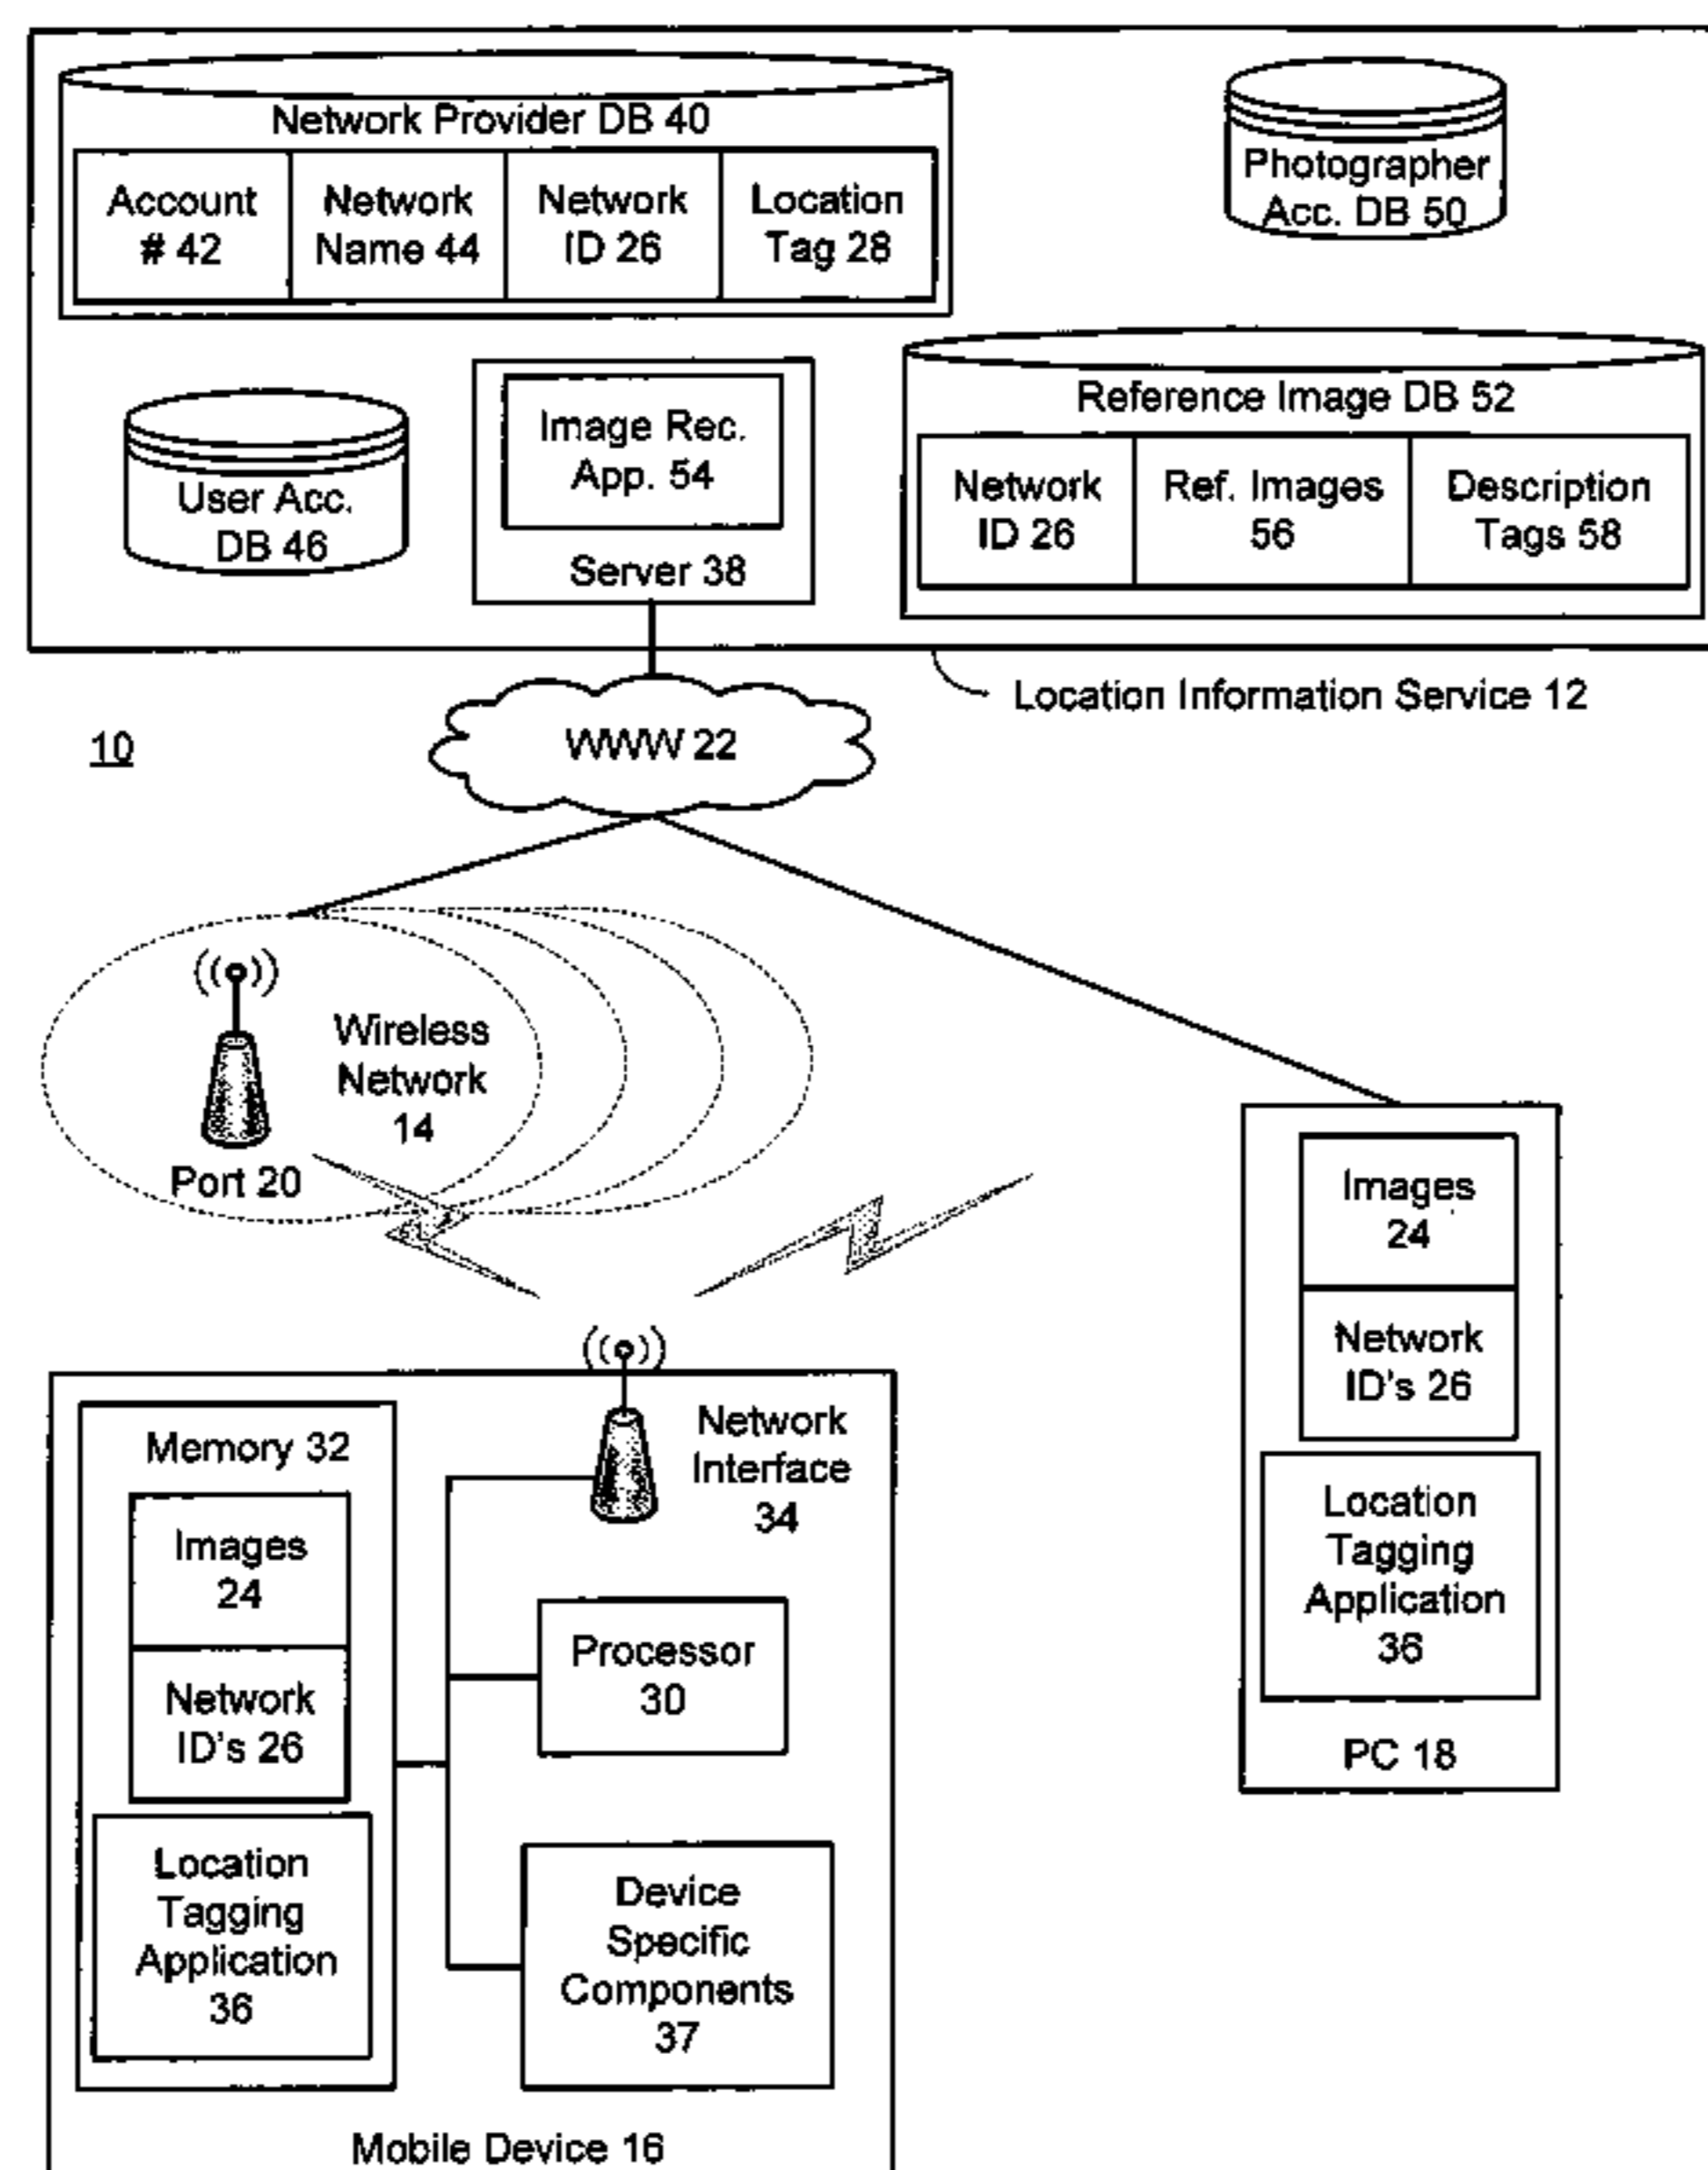 Network Provider DB 40
Account
# 42
Network
Name 44
Network
ID 26
Location
Tag 28
Photographer
Acc. DB 50
User Acc.
DB 46
Image Rec.
App. 54
Server 38
Reference Image DB 52
Network
ID 26
Ref. Images
56
Description
Tags 58
Location Information Service 12
10
WWW 22
Wireless
Network
14
Port 20
Images
24
Network
ID's 26
Location
Tagging
Application
36
PC 18
Network
Interface
34
Memory 32
Images
24
Network
ID's 26
Location
Tagging
Application
36
Processor
30
Device
Specific
Components
37
Mobile Device 16